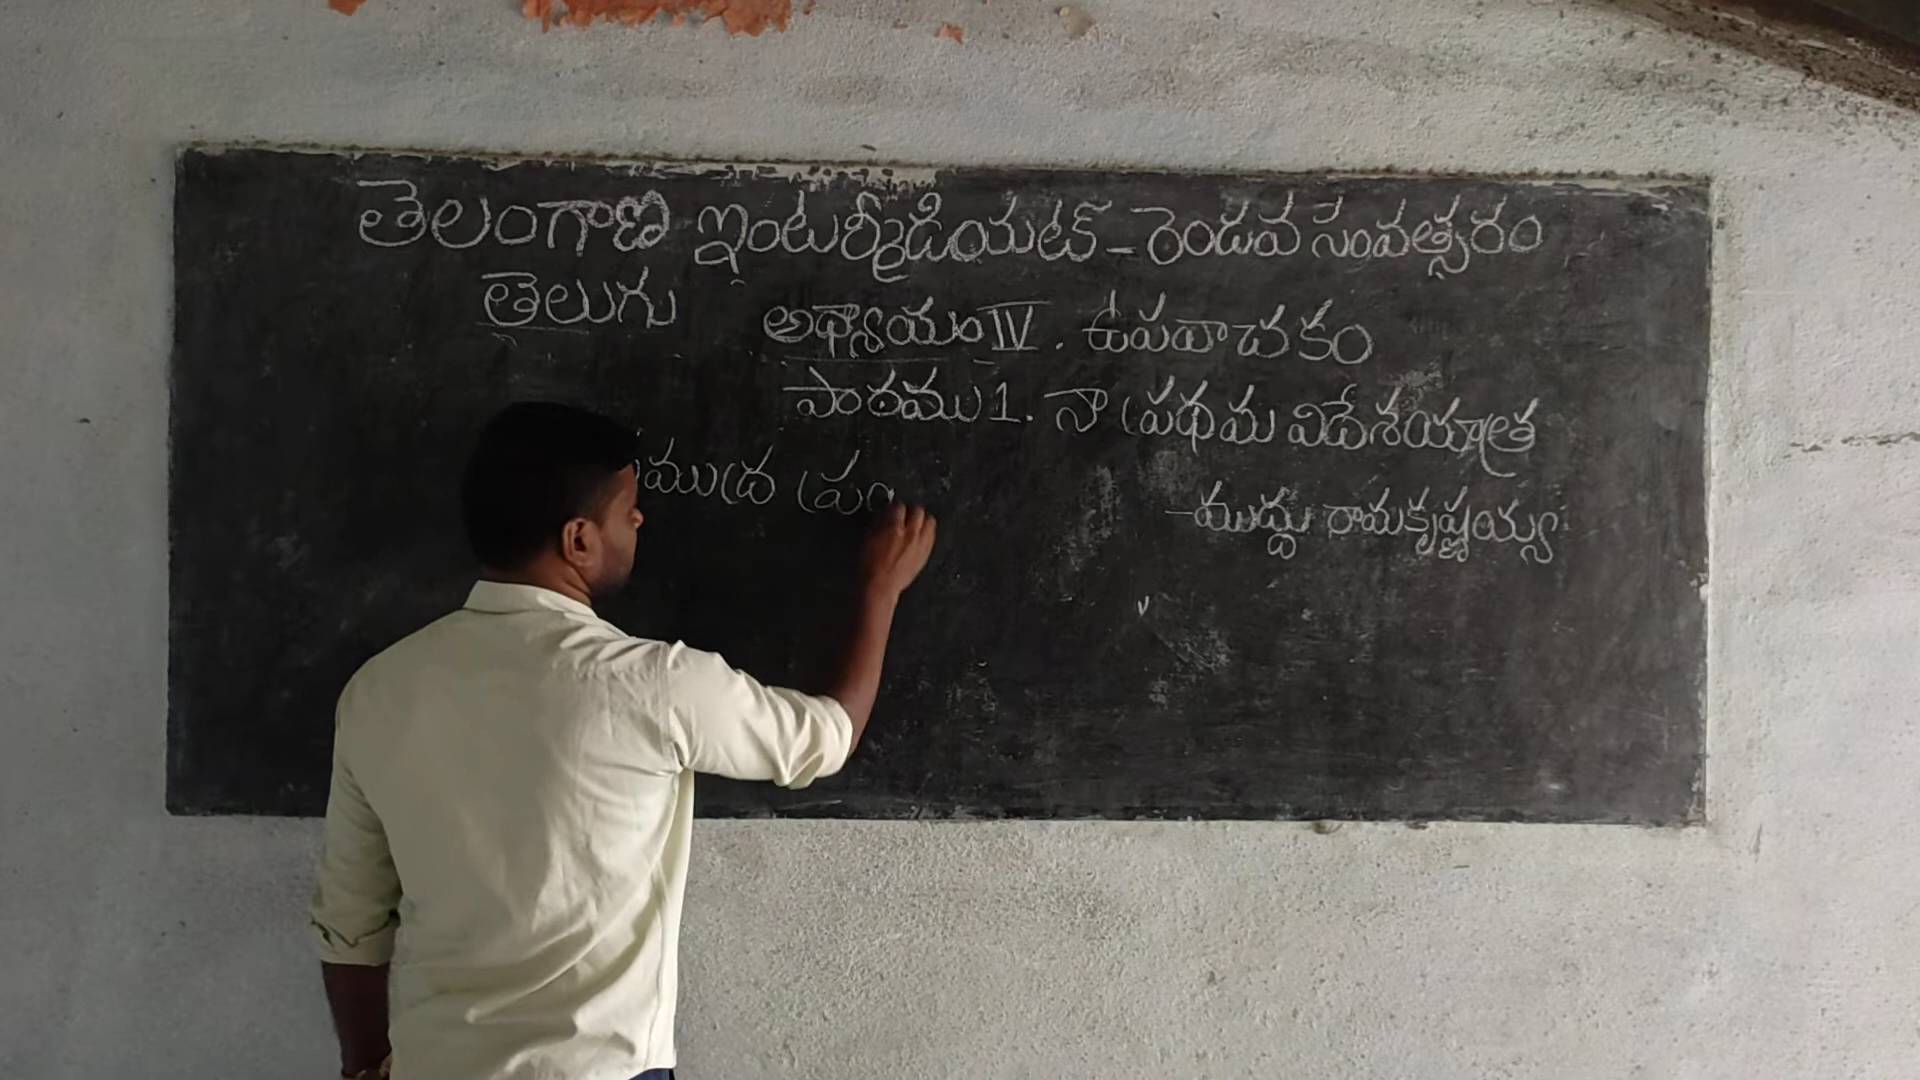 తెలంగాణ ఇంటర్మీడియట్ - రెండవ సంవత్సరం
తెలుగు
అధ్యాయం IV. ఉపవాచకం
పాఠము 1. నా ప్రథమ విదేశయాత్ర
- ముద్దు రామకృష్ణయ్య